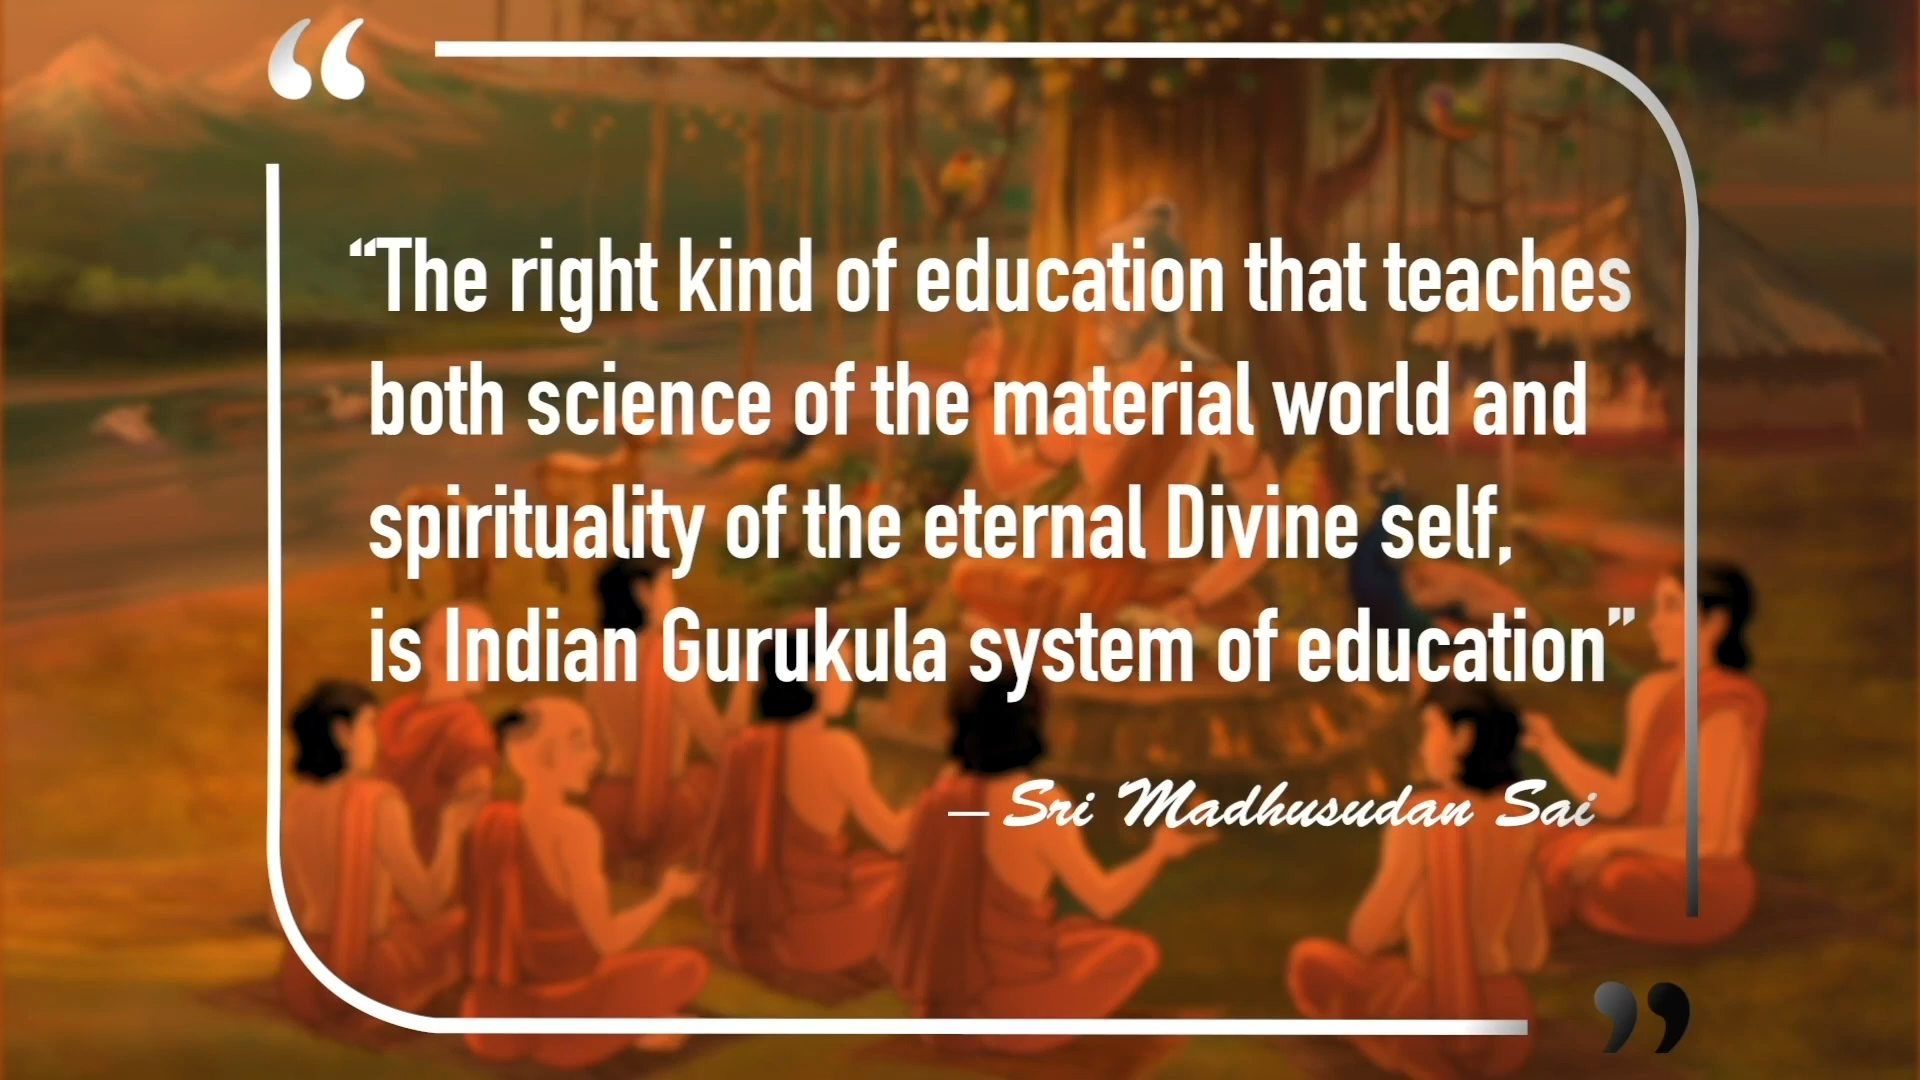 “The right kind of education that teaches
both science of the material world and
spirituality of the eternal Divine self,
is Indian Gurukula system of education”
— Sri Madhusudan Sai